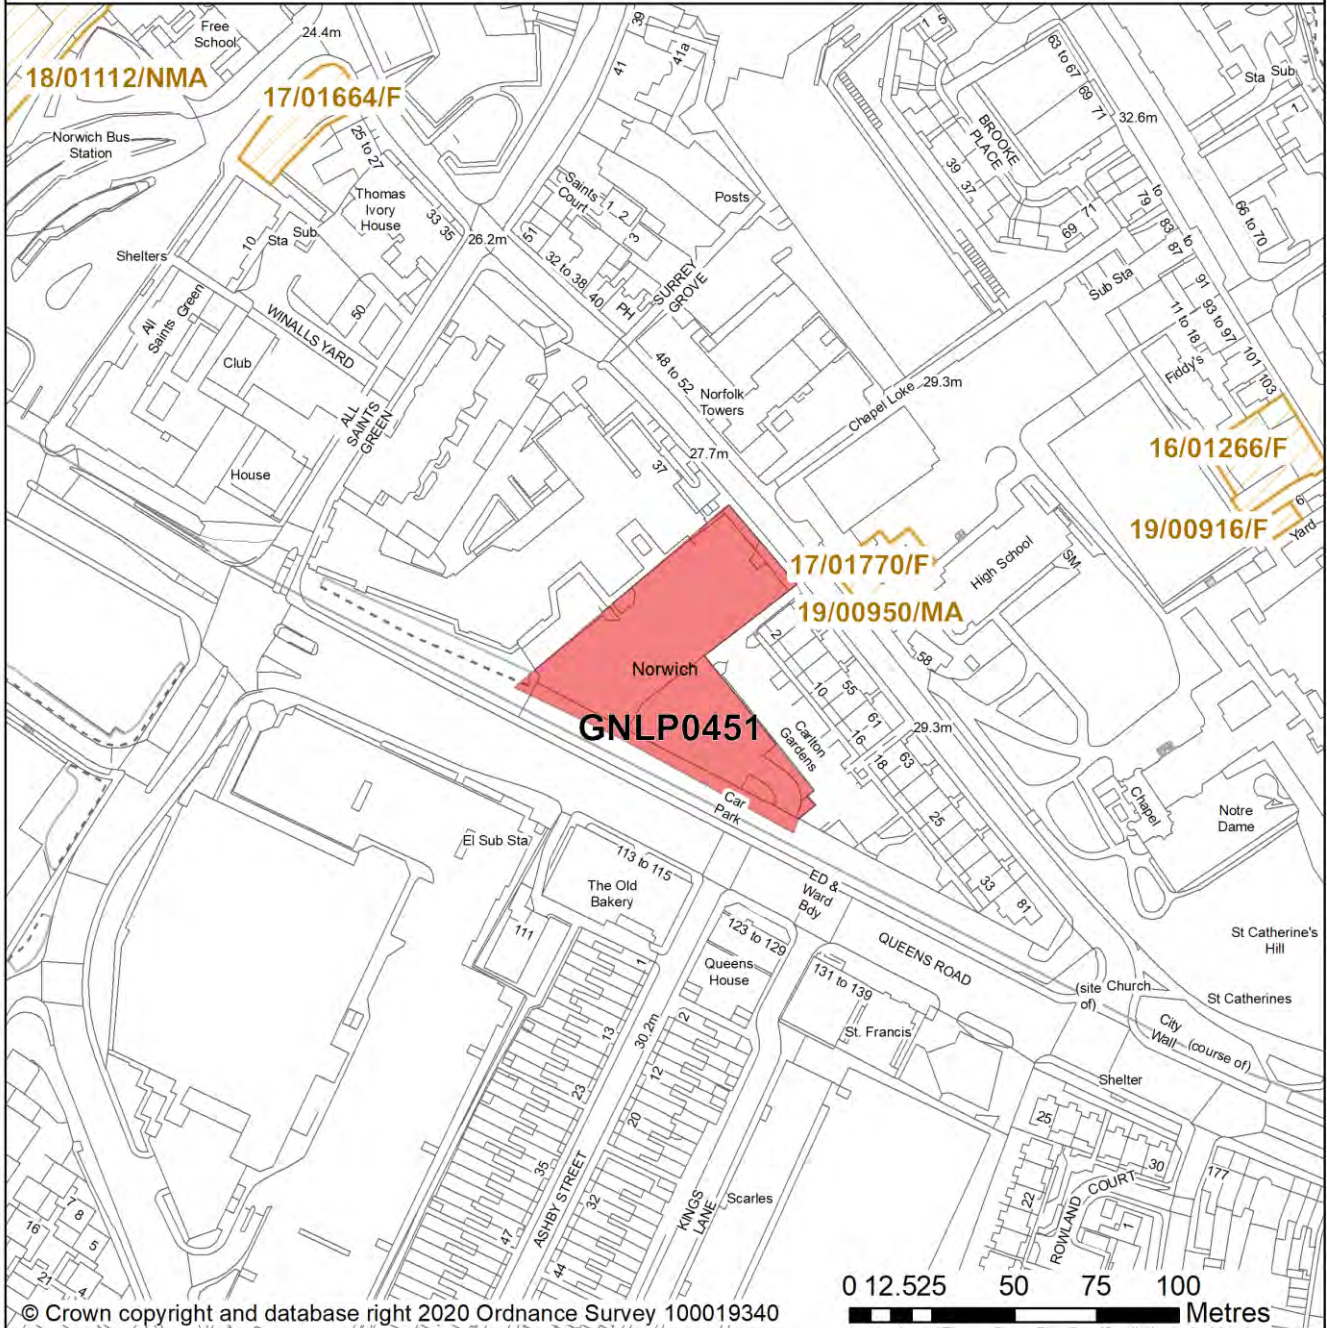 Free
School
24.4m
39
41
41a
1 5
63 to 67
69
71
32.6m
Sta Sub
1
18/01112/NMA
17/01664/F
Norwich Bus
Station
25 to 27
Thomas
Ivory
House
33 35
26.2m
51
Saints
Court
1 2
3
Posts
BROOKE
PLACE
39 37
71
69
to
79
83
87
66 to 70
Shelters
10
Sta
Sub
32 to 38
40
PH
SURREY
GROVE
Sub Sta
91
93 to 97
All
Saints Green
WINALLS YARD
50
Club
ALL
SAINTS
GREEN
House
48 to 52
Norfolk
Towers
Chapel Loke
29.3m
11 to 18
Fiddy's
101
103
27.7m
37
16/01266/F
6
Yard
19/00916/F
17/01770/F
19/00950/MA
High School
SM
Norwich
GNLP0451
2
10
16
18
55
61
63
58
29.3m
Carlton
Gardens
25
33
81
Car
Park
Chapel
Notre
Dame
El Sub Sta
113 to 115
The Old
Bakery
111
ED &
Ward
Bdy
123 to 129
Queens
House
QUEENS ROAD
131 to 139
St. Francis
St Catherine's
Hill
(site
of)
Church
St Catherines
City
Wall
(course of)
Shelter
1
13
23
35
47
30.2m
2
12
20
32
44
ASHBY STREET
KINGS
LANE
Scarles
25
22
30
ROWLAND COURT
1
177
7
8
16
5
21
4
© Crown copyright and database right 2020 Ordnance Survey 100019340
0 12.525 50 75 100
Metres